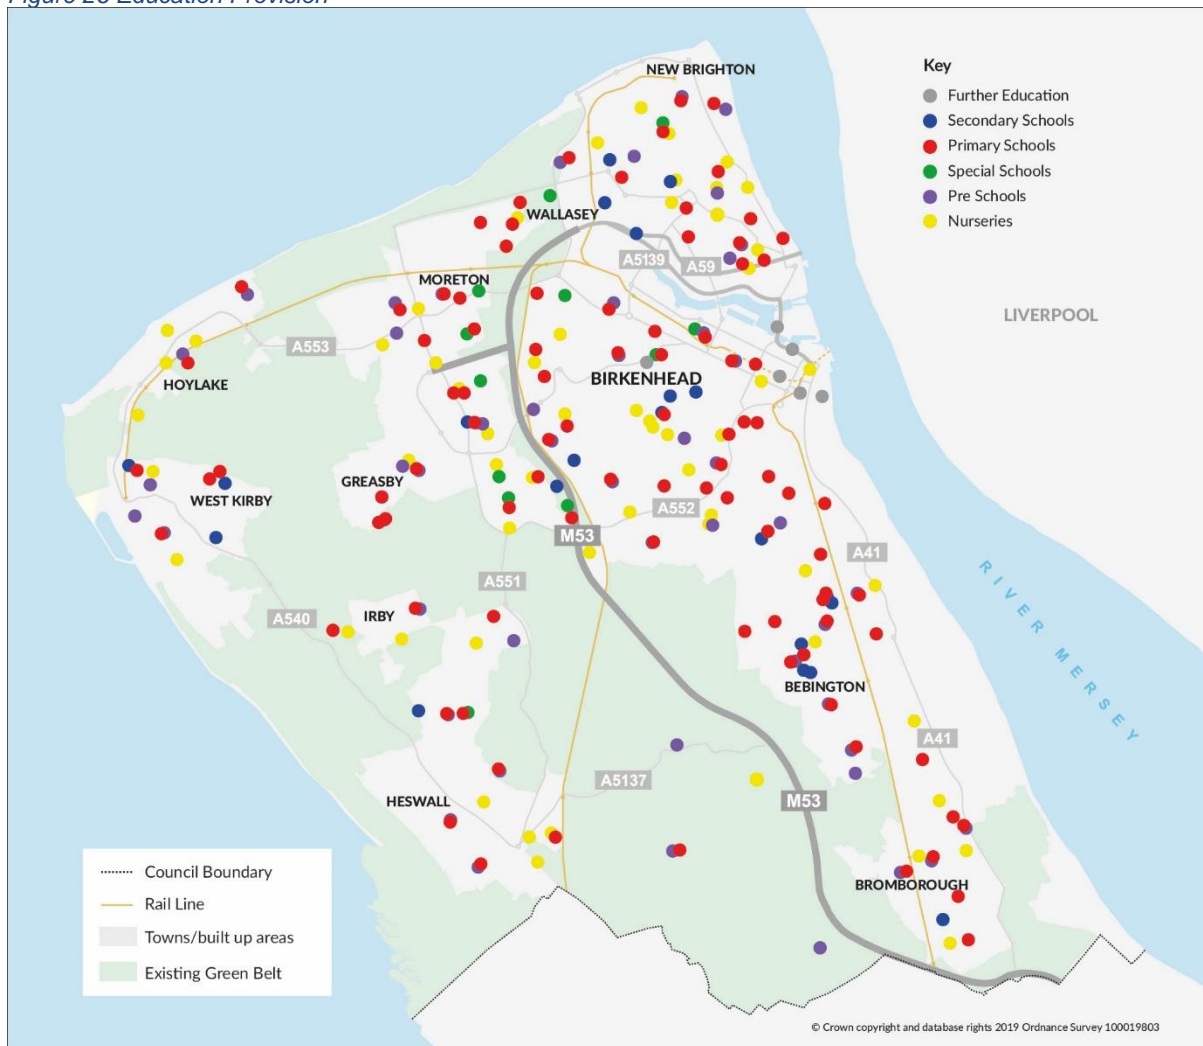 Figure 26 Education Provision
NEW BRIGHTON
Key
Further Education
Secondary Schools
Primary Schools
Special Schools
Pre Schools
Nurseries
WALLASEY
A5139
A59
MORETON
LIVERPOOL
A553
HOYLAKE
BIRKENHEAD
GREASBY
WEST KIRBY
A552
M53
A41
A551
RIVER MERSEY
A540
IRBY
BEBINGTON
A41
A5137
HESWALL
M53
BROMBOROUGH
Council Boundary
Rail Line
Towns/built up areas
Existing Green Belt
© Crown copyright and database rights 2019 Ordnance Survey 100019803